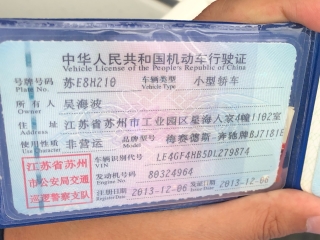 中华人民共和国机动车行驶证
Vehicle License of the People's Republic of China
号牌号码 苏E8H210 车辆类型 小型轿车
Plate No. Vehicle Type
所有人 吴海波
Owner
住址 江苏省苏州市工业园区星海人家4幢1102室
Address
使用性质 非营运 品牌型号 梅赛德斯-奔驰牌BJ7181E
Use Character Model
江苏省苏州 车辆识别代号 LE4GF4HB5DL279874
VIN
市公安局交通 发动机号码 80324964
Engine No.
巡逻警察支队 注册日期 2013-12-06 发证日期 2013-12-06
Register Date Issue Date